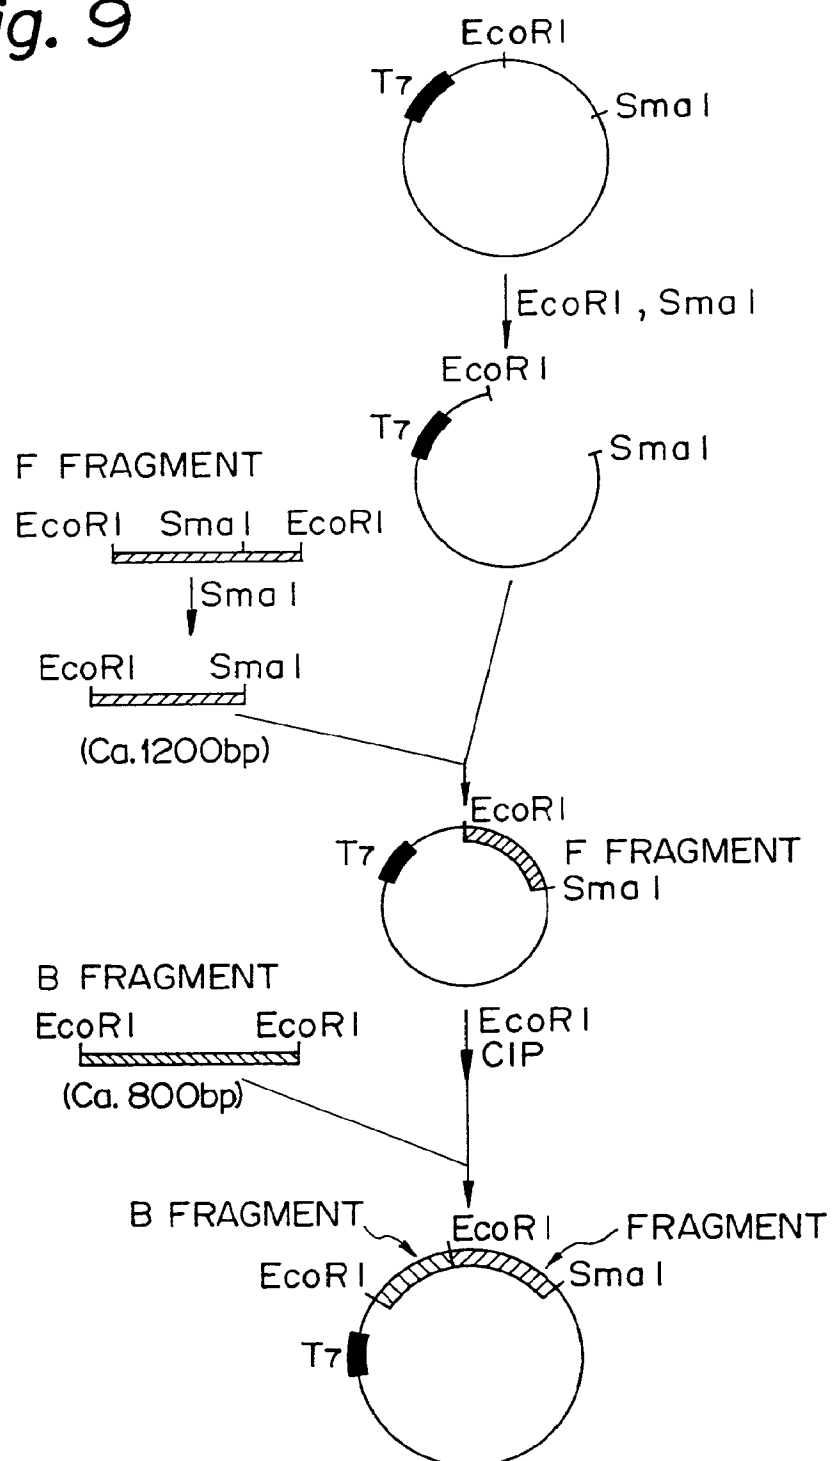 ig. 9
EcoRI
T7
SmaI
EcoRI, SmaI
EcoRI
T7
SmaI
F FRAGMENT
EcoRI SmaI EcoRI
SmaI
EcoRI SmaI
(Ca.1200bp)
EcoRI
T7
F FRAGMENT
SmaI
B FRAGMENT
EcoRI EcoRI
(Ca. 800bp)
EcoRI
CIP
B FRAGMENT
EcoRI
FRAGMENT
EcoRI
SmaI
T7